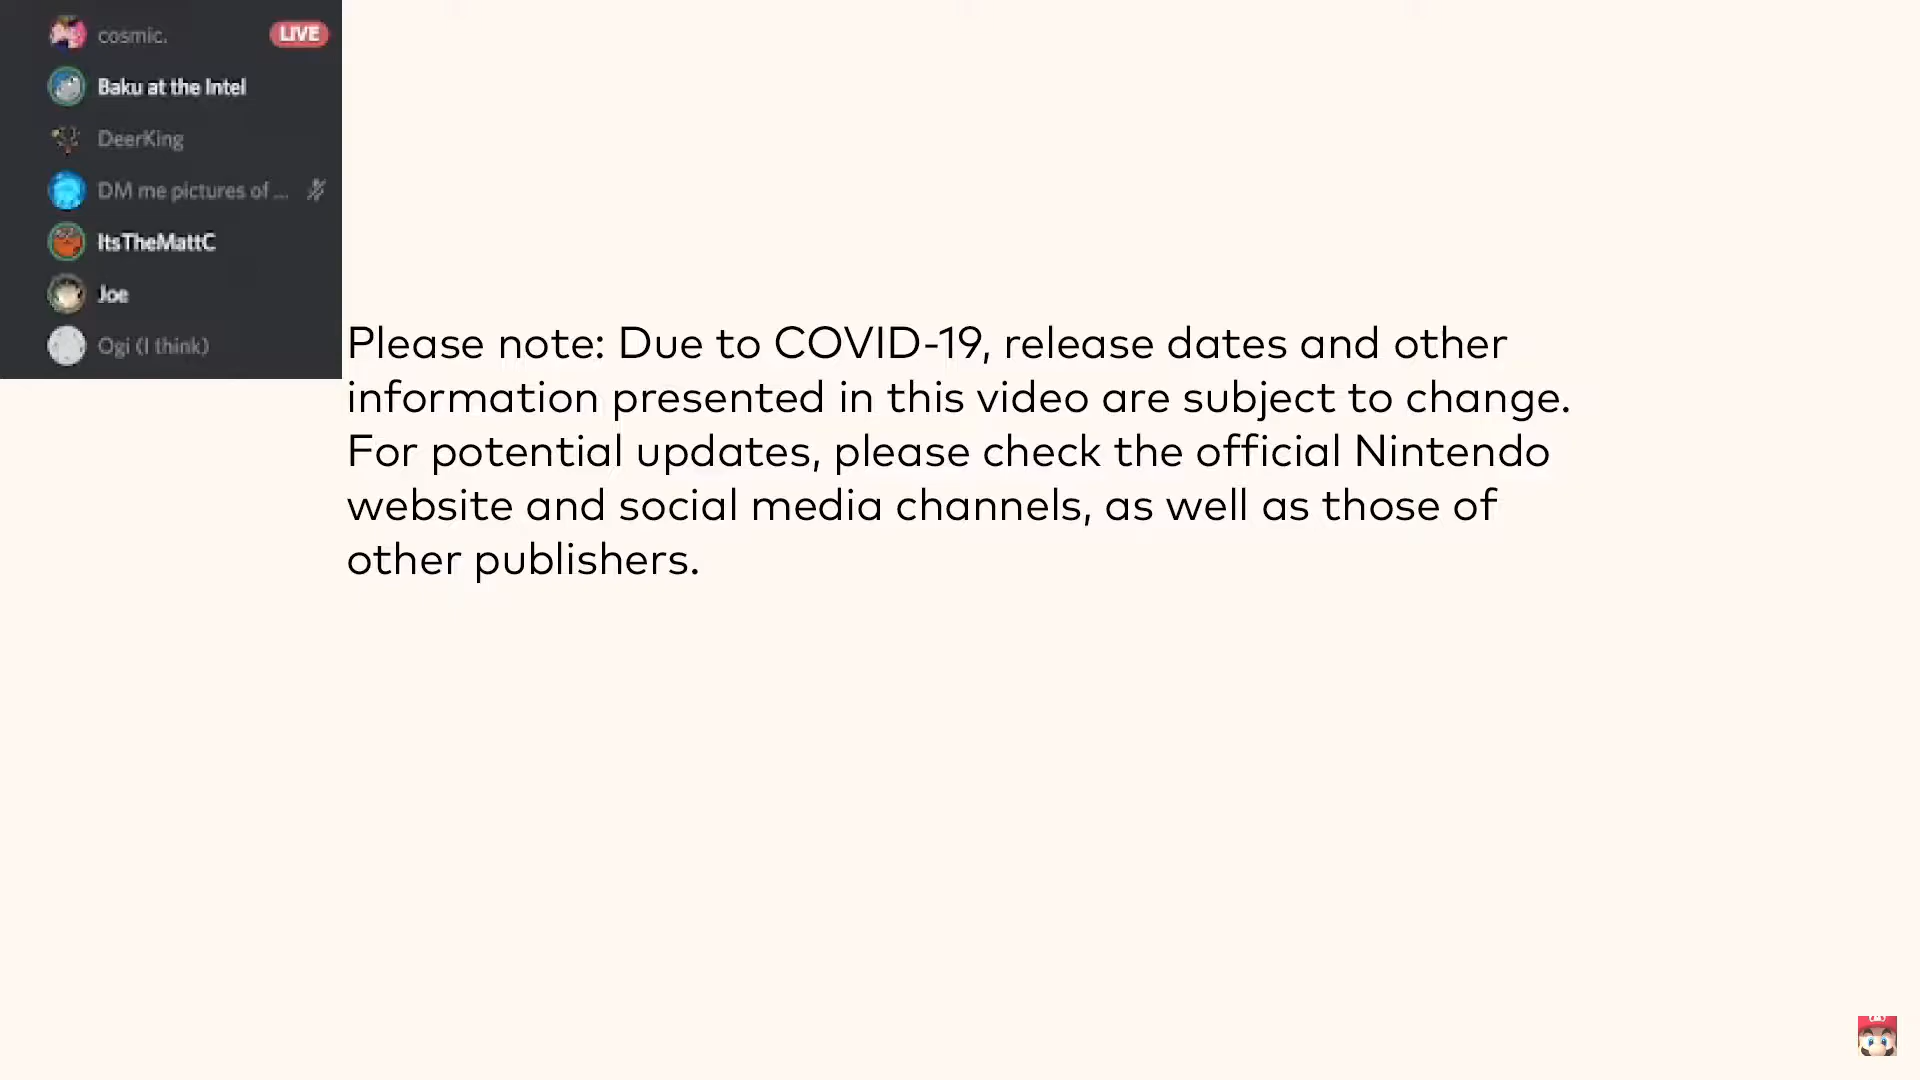 cosmic.
LIVE
Baku at the Intel
DeerKing
DM me pictures of ...
ItsTheMattC
Joe
Ogi (I think)
Please note: Due to COVID-19, release dates and other
information presented in this video are subject to change.
For potential updates, please check the official Nintendo
website and social media channels, as well as those of
other publishers.